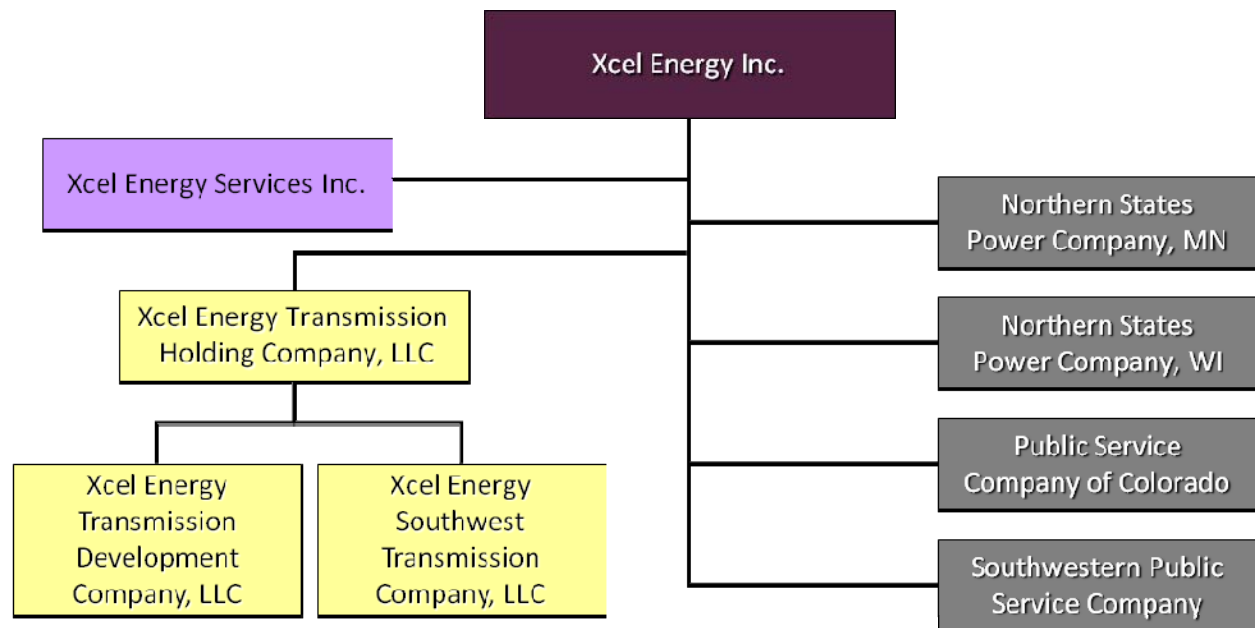 Xcel Energy Inc.
Xcel Energy Services Inc.
Northern States
Power Company, MN
Xcel Energy Transmission
Holding Company, LLC
Northern States
Power Company, WI
Public Service
Company of Colorado
Xcel Energy
Transmission
Development
Company, LLC
Xcel Energy
Southwest
Transmission
Company, LLC
Southwestern Public
Service Company